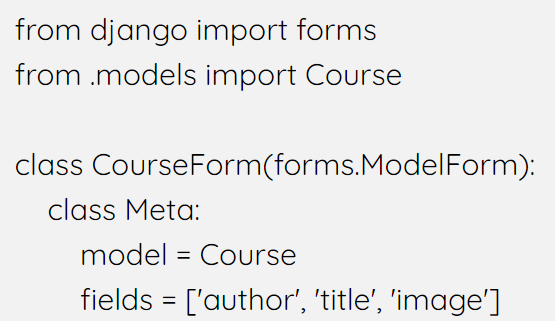 from django import forms
from .models import Course
class CourseForm(forms.ModelForm):
class Meta:
model = Course
fields = ['author', 'title', 'image']